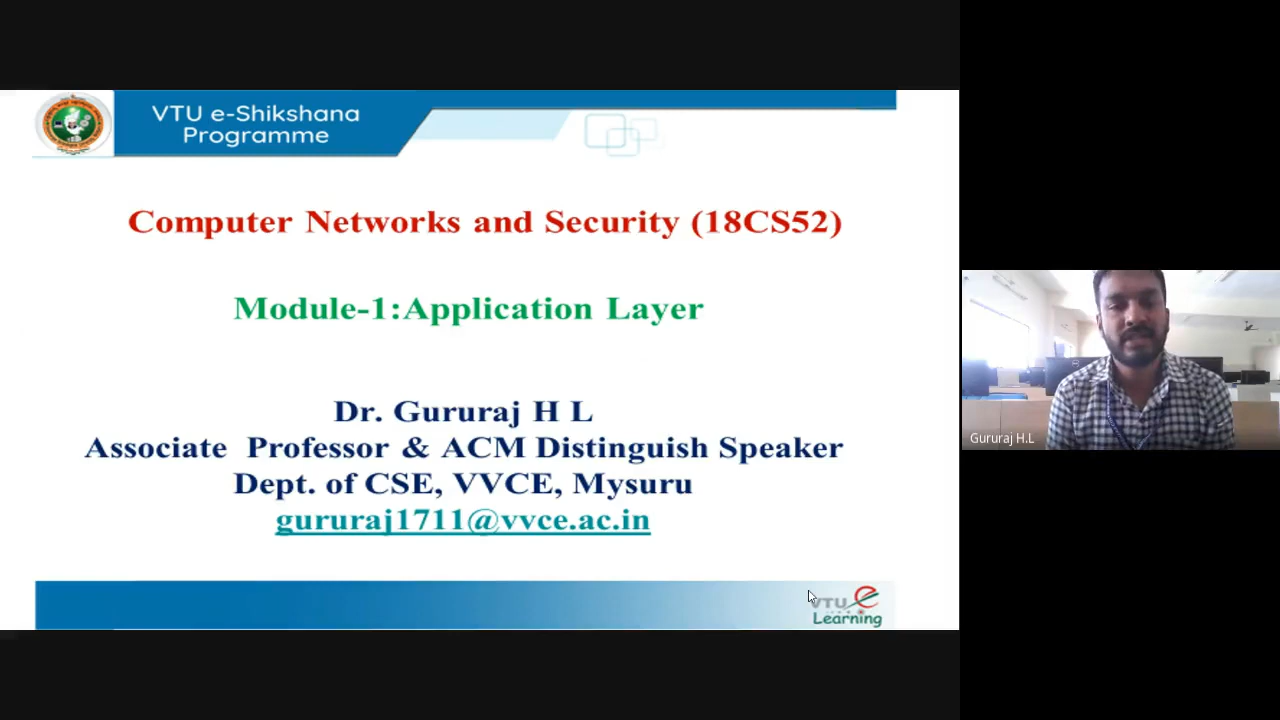 VTU e-Shikshana
Programme
Computer Networks and Security (18CS52)
Module-1:Application Layer
Dr. Gururaj H L
Associate Professor & ACM Distinguish Speaker
Dept. of CSE, VVCE, Mysuru
gururaj1711@vvce.ac.in
Gururaj H.L
VTU e
Learning